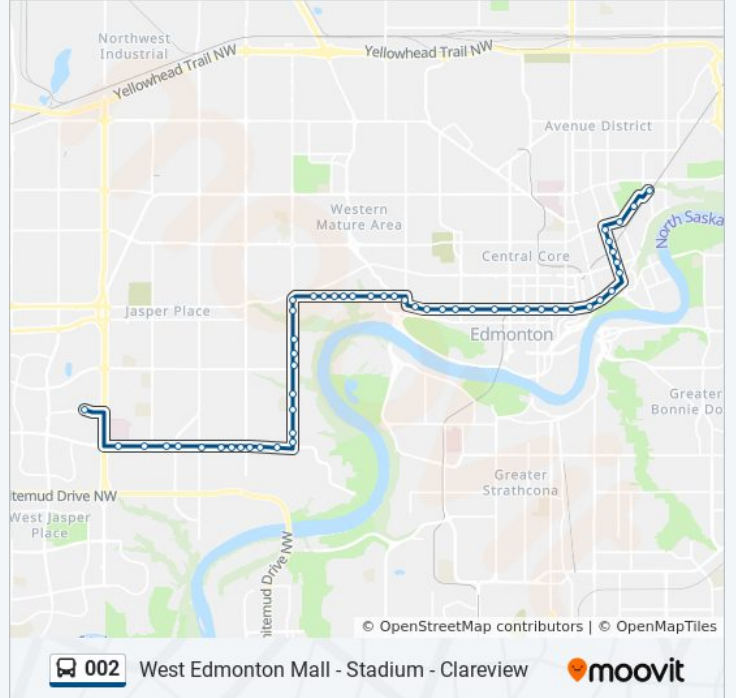 Northwest
Industrial
Yellowhead Trail NW
Yellowhead Trail NW
Avenue District
Western
Mature Area
North Saska
Central Core
Jasper Place
Edmonton
Greater
Bonnie Do
Greater
Strathcona
temud Drive NW
West Jasper
Place
hitemud Drive NW
© OpenStreetMap contributors | © OpenMapTiles
002 West Edmonton Mall - Stadium - Clareview
moovit